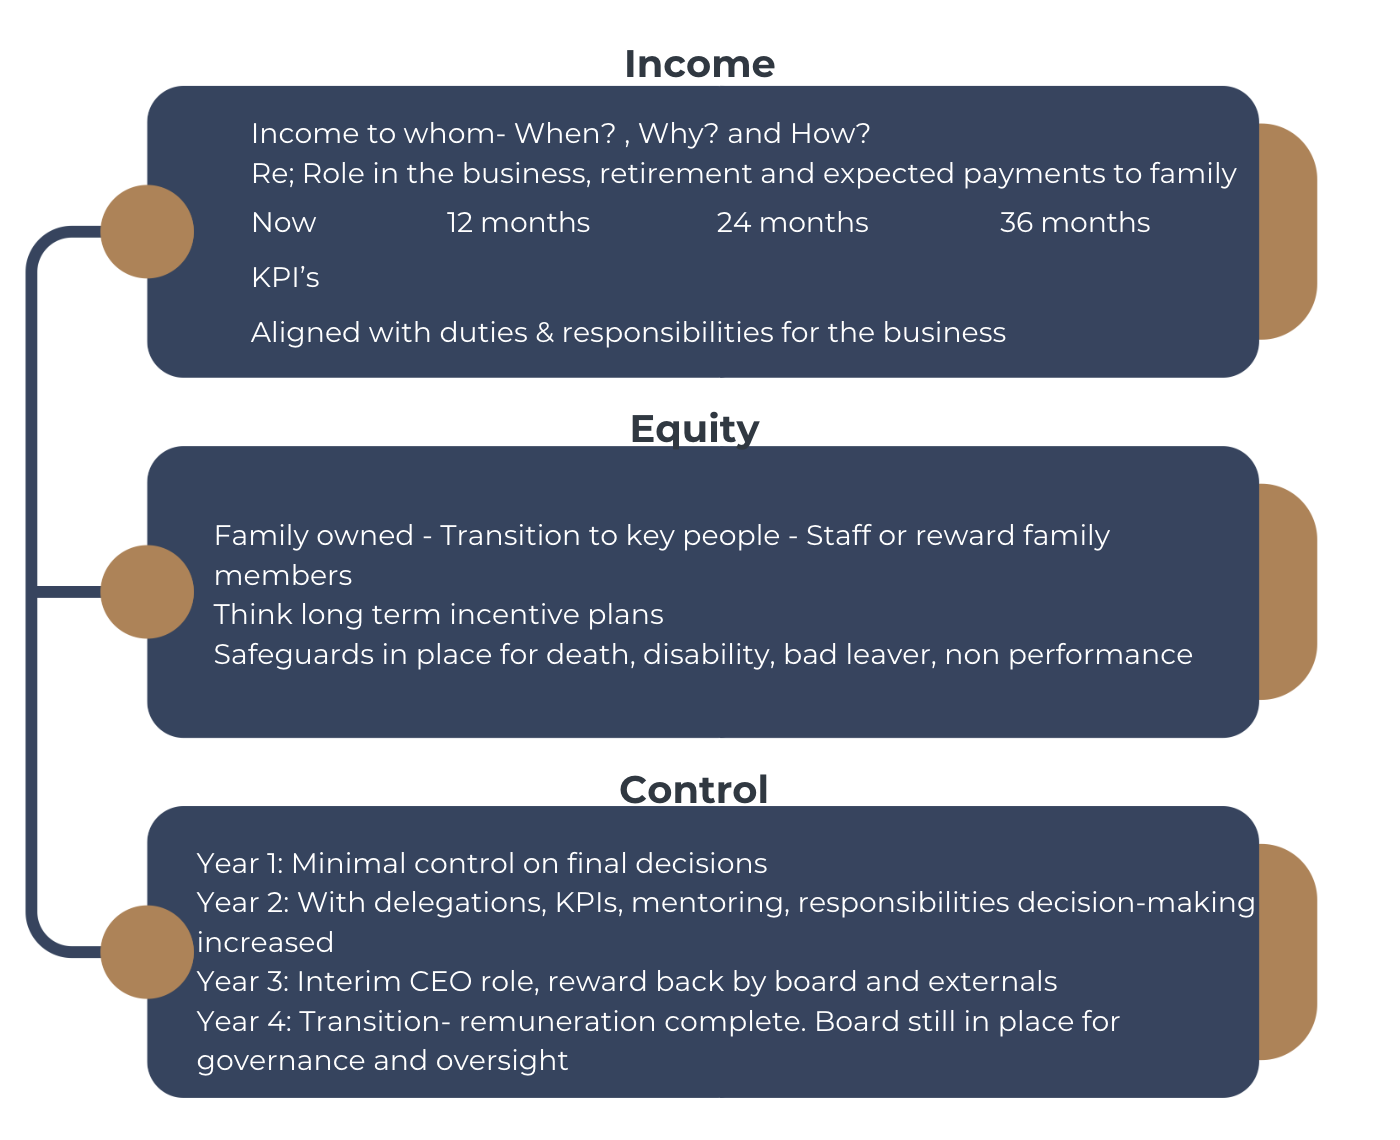 Income
Income to whom- When? , Why? and How?
Re; Role in the business, retirement and expected payments to family
Now 12 months 24 months 36 months
KPI’s
Aligned with duties & responsibilities for the business
Equity
Family owned - Transition to key people - Staff or reward family
members
Think long term incentive plans
Safeguards in place for death, disability, bad leaver, non performance
Control
Year 1: Minimal control on final decisions
Year 2: With delegations, KPIs, mentoring, responsibilities decision-making
increased
Year 3: Interim CEO role, reward back by board and externals
Year 4: Transition- remuneration complete. Board still in place for
governance and oversight